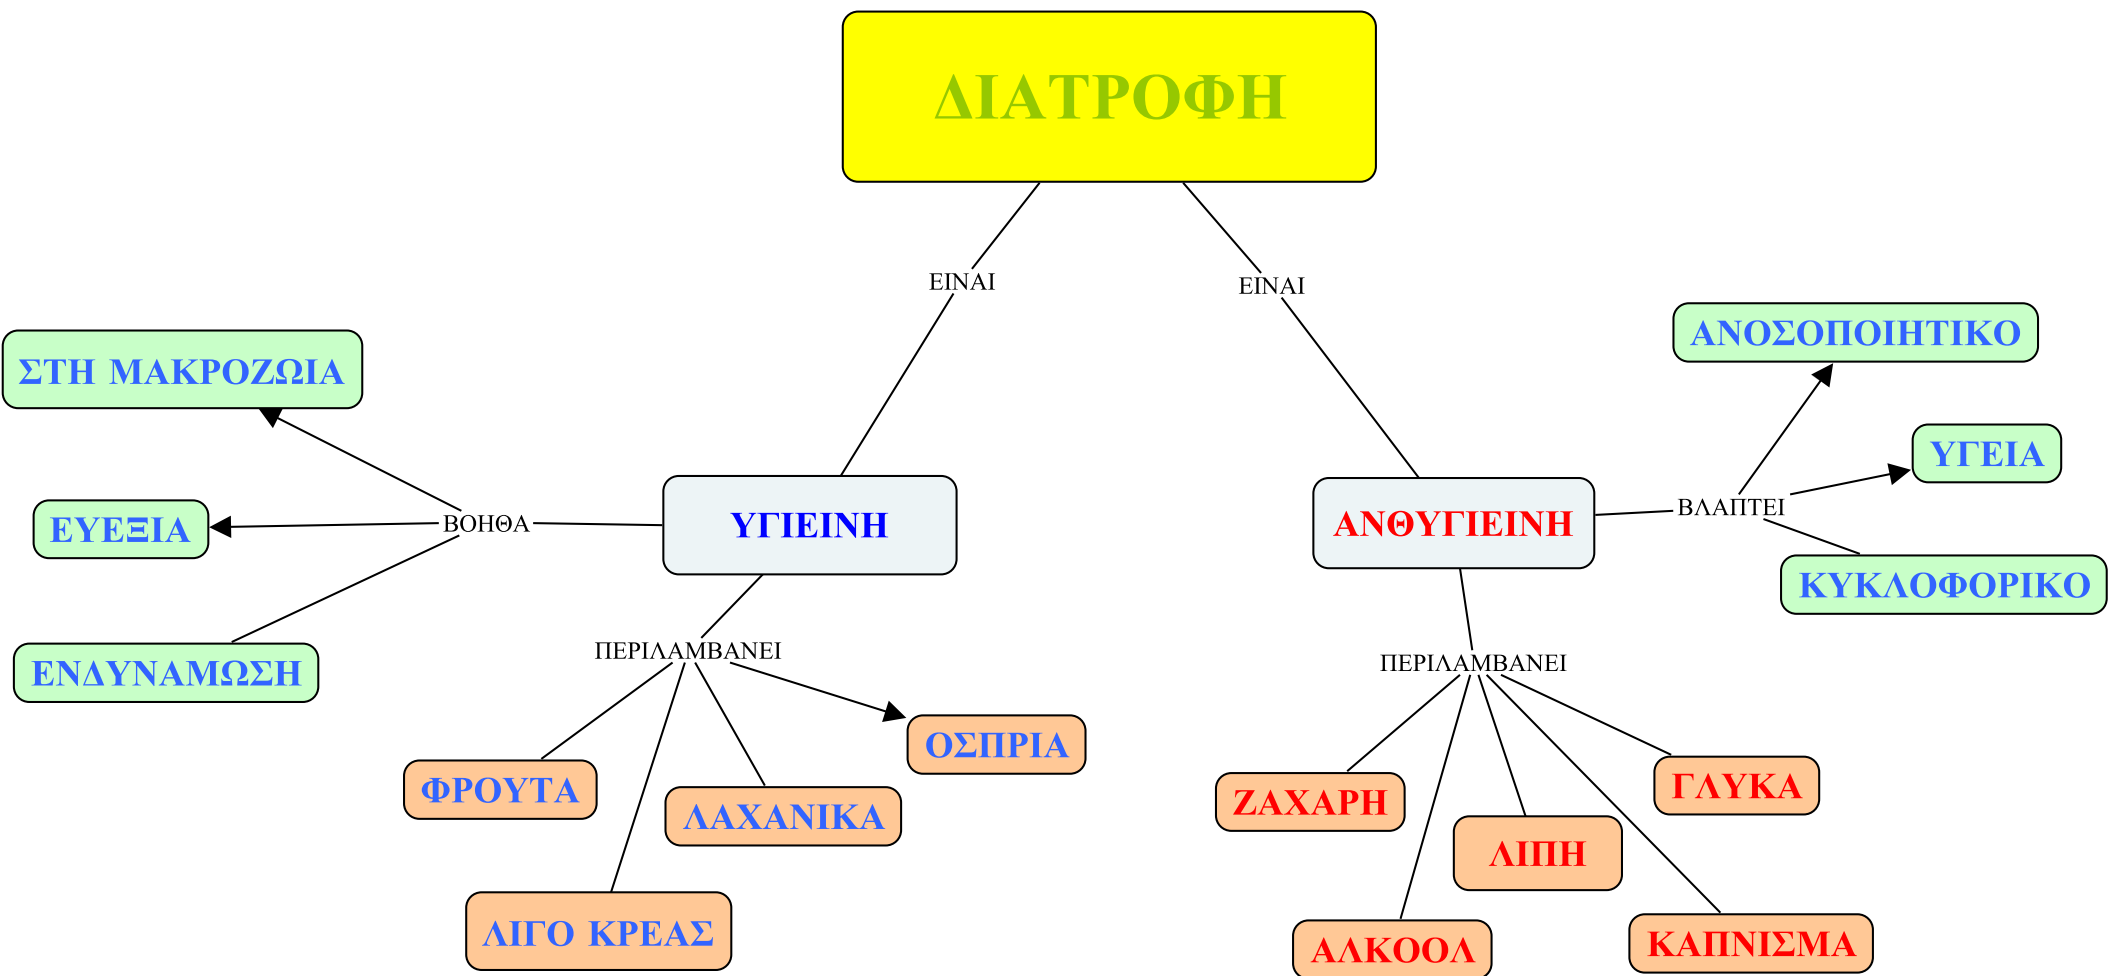 ΔΙΑΤΡΟΦΗ
ΕΙΝΑΙ
ΕΙΝΑΙ
ΣΤΗ ΜΑΚΡΟΖΩΙΑ
ΕΥΕΞΙΑ
ΕΝΔΥΝΑΜΩΣΗ
ΒΟΗΘΑ
ΥΓΙΕΙΝΗ
ΠΕΡΙΛΑΜΒΑΝΕΙ
ΦΡΟΥΤΑ
ΛΙΓΟ ΚΡΕΑΣ
ΛΑΧΑΝΙΚΑ
ΟΣΠΡΙΑ
ΑΝΘΥΓΙΕΙΝΗ
ΒΛΑΠΤΕΙ
ΑΝΟΣΟΠΟΙΗΤΙΚΟ
ΥΓΕΙΑ
ΚΥΚΛΟΦΟΡΙΚΟ
ΠΕΡΙΛΑΜΒΑΝΕΙ
ΖΑΧΑΡΗ
ΑΛΚΟΟΛ
ΛΙΠΗ
ΚΑΠΝΙΣΜΑ
ΓΛΥΚΑ